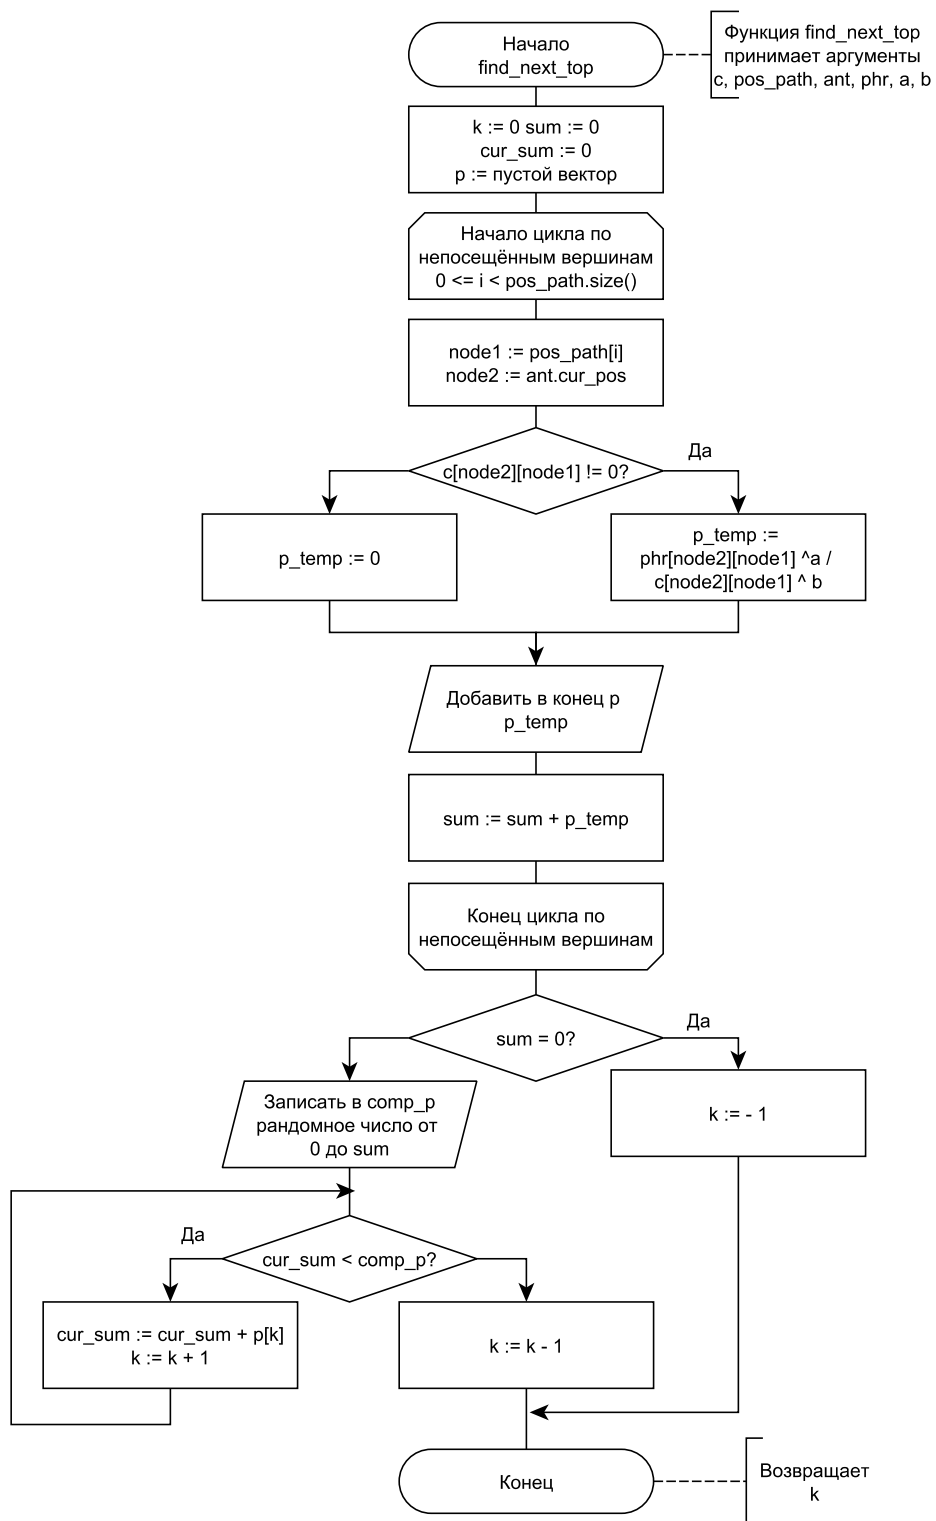 Начало
find_next_top
Функция find_next_top
принимает аргументы
c, pos_path, ant, phr, a, b
k := 0 sum := 0
cur_sum := 0
p := пустой вектор
Начало цикла по
непосещённым вершинам
0 <= i < pos_path.size()
node1 := pos_path[i]
node2 := ant.cur_pos
c[node2][node1] != 0?
Да
p_temp := 0
p_temp :=
phr[node2][node1] ^a /
c[node2][node1] ^ b
Добавить в конец p
p_temp
sum := sum + p_temp
Конец цикла по
непосещённым вершинам
sum = 0?
Да
Записать в comp_p
рандомное число от
0 до sum
k := - 1
Да
cur_sum < comp_p?
cur_sum := cur_sum + p[k]
k := k + 1
k := k - 1
Конец
Возвращает
k